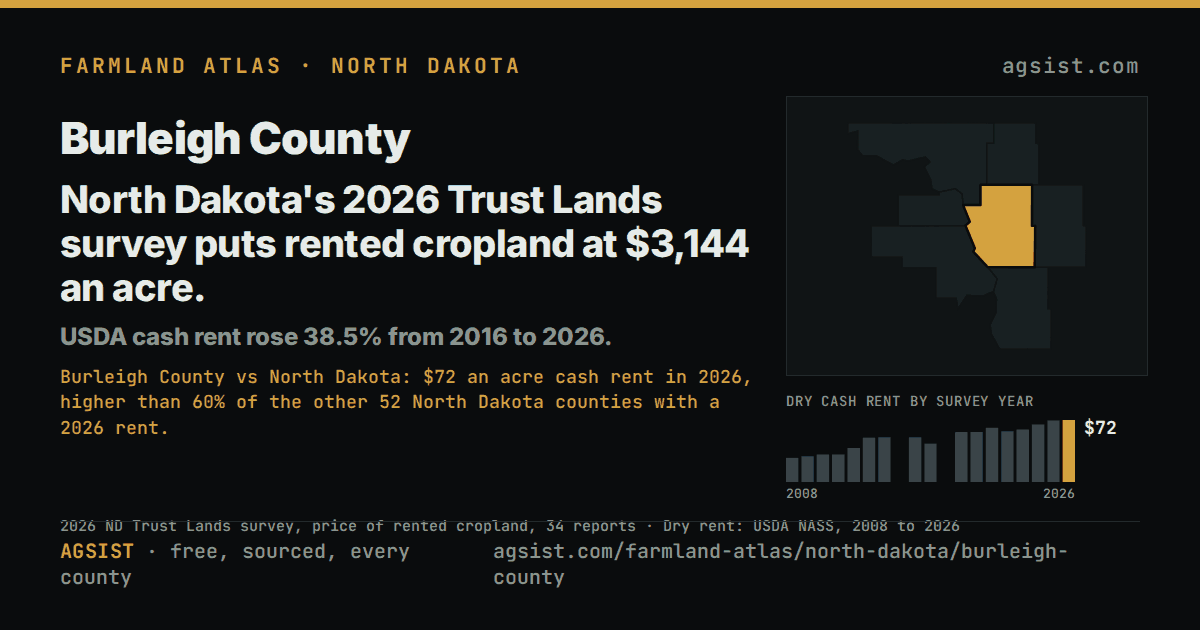 FARMLAND ATLAS · NORTH DAKOTA
agsist.com
Burleigh County
North Dakota's 2026 Trust Lands
survey puts rented cropland at $3,144
an acre.
USDA cash rent rose 38.5% from 2016 to 2026.
Burleigh County vs North Dakota: $72 an acre cash rent in 2026,
higher than 60% of the other 52 North Dakota counties with a
2026 rent.
DRY CASH RENT BY SURVEY YEAR
$72
2008
2026
2026 ND Trust Lands survey, price of rented cropland, 34 reports · Dry rent: USDA NASS, 2008 to 2026
AGSIST · free, sourced, every
county
agsist.com/farmland-atlas/north-dakota/burleigh-
county